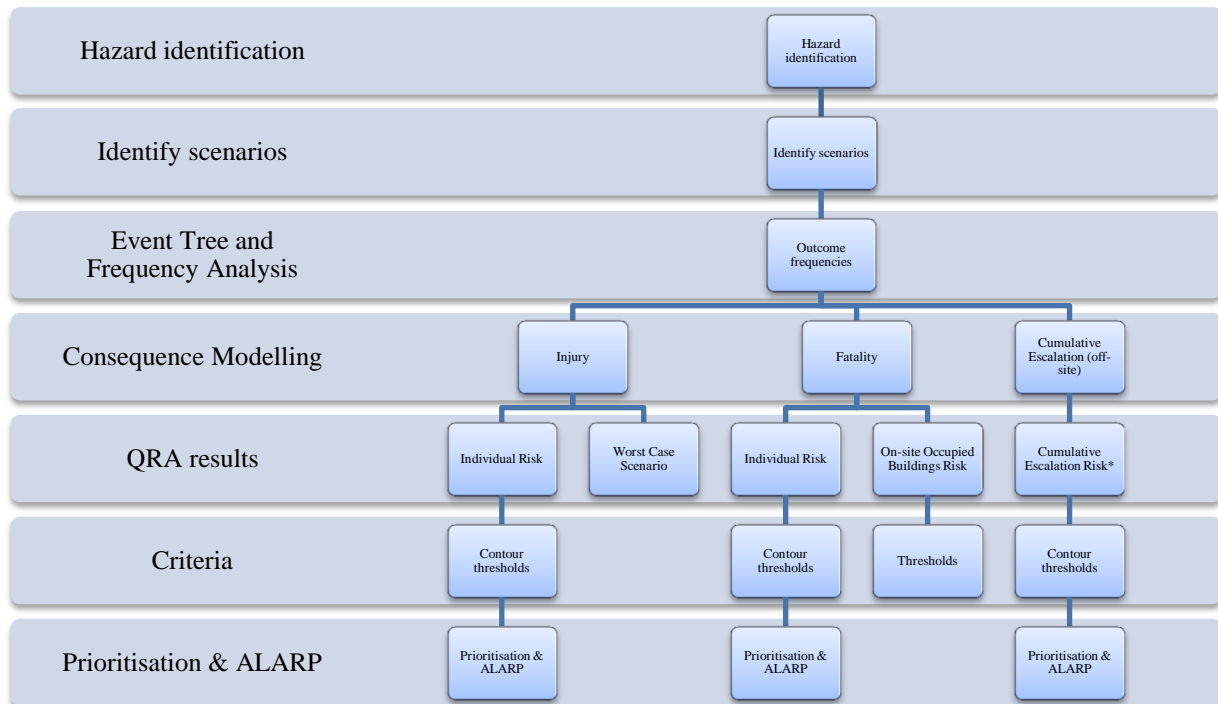 Hazard identification
Hazard
identification
Identify scenarios
Identify scenarios
Event Tree and
Frequency Analysis
Outcome
frequencies
Consequence Modelling
Injury
Fatality
Cumulative
Escalation (off-
site)
QRA results
Individual Risk
Worst Case
Scenario
Individual Risk
On-site Occupied
Buildings Risk
Cumulative
Escalation Risk*
Criteria
Contour
thresholds
Contour
thresholds
Thresholds
Contour
thresholds
Prioritisation & ALARP
Prioritisation &
ALARP
Prioritisation &
ALARP
Prioritisation &
ALARP